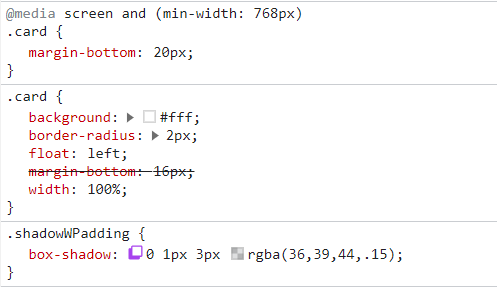 @media screen and (min-width: 768px)
.card {
margin-bottom: 20px;
}
.card {
background: #fff;
border-radius: 2px;
float: left;
margin-bottom: 16px;
width: 100%;
}
.shadowWPadding {
box-shadow: 0 1px 3px rgba(36,39,44,.15);
}